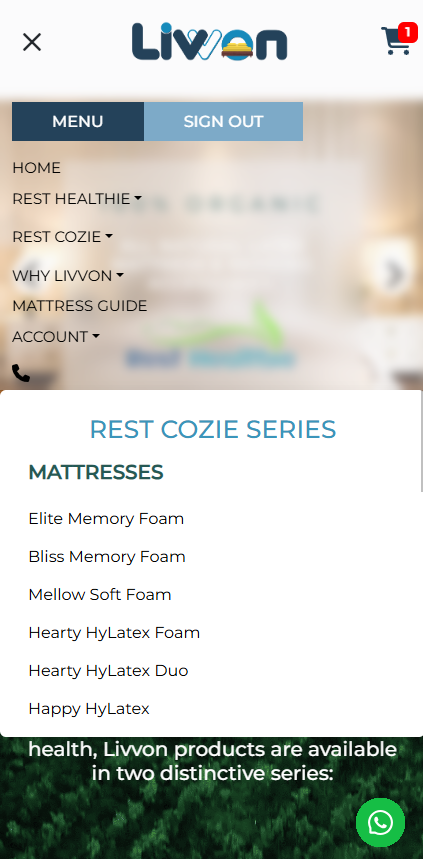 Livvon
1
MENU
SIGN OUT
HOME
REST HEALTHIE
REST COZIE
WHY LIVVON
MATTRESS GUIDE
ACCOUNT
REST COZIE SERIES
MATTRESSES
Elite Memory Foam
Bliss Memory Foam
Mellow Soft Foam
Hearty HyLatex Foam
Hearty HyLatex Duo
Happy HyLatex
health, Livvon products are available
in two distinctive series: